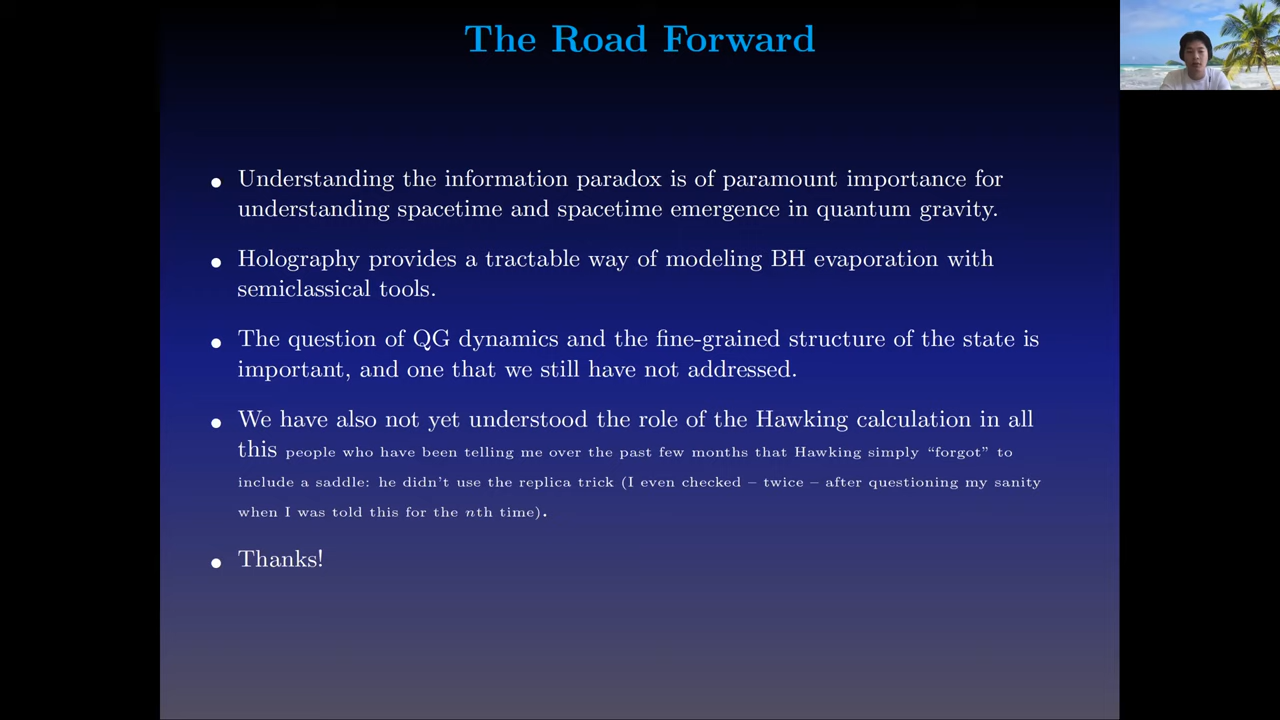 The Road Forward
• Understanding the information paradox is of paramount importance for
understanding spacetime and spacetime emergence in quantum gravity.
• Holography provides a tractable way of modeling BH evaporation with
semiclassical tools.
• The question of QG dynamics and the fine-grained structure of the state is
important, and one that we still have not addressed.
• We have also not yet understood the role of the Hawking calculation in all
this people who have been telling me over the past few months that Hawking simply “forgot” to
include a saddle: he didn’t use the replica trick (I even checked – twice – after questioning my sanity
when I was told this for the nth time).
• Thanks!